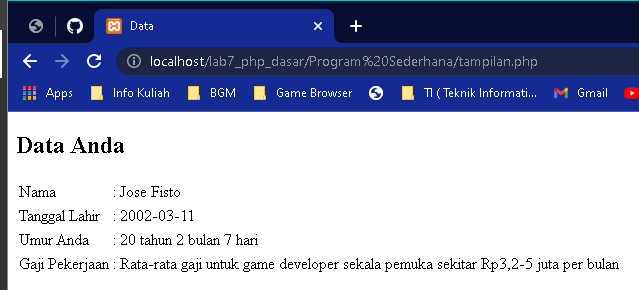 Data
localhost/lab7_php_dasar/Program%20Sederhana/tampilan.php
Apps Info Kuliah BGM Game Browser TI ( Teknik Informati... Gmail
Data Anda
Nama : Jose Fisto
Tanggal Lahir : 2002-03-11
Umur Anda : 20 tahun 2 bulan 7 hari
Gaji Pekerjaan : Rata-rata gaji untuk game developer sekala pemuka sekitar Rp3,2-5 juta per bulan